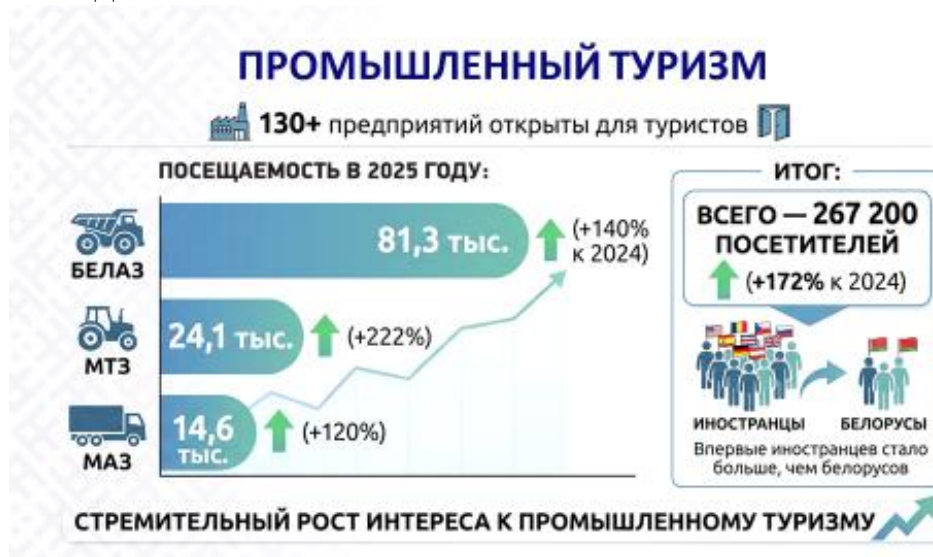 ПРОМЫШЛЕННЫЙ ТУРИЗМ
130+ предприятий открыты для туристов
ПОСЕЩАЕМОСТЬ В 2025 ГОДУ:
БЕЛАЗ
81,3 тыс.
(+140%
к 2024)
МТЗ
24,1 тыс.
(+222%)
МАЗ
14,6
тыс.
(+120%)
ИТОГ:
ВСЕГО — 267 200
ПОСЕТИТЕЛЕЙ
(+172% к 2024)
ИНОСТРАНЦЫ
БЕЛОРУСЫ
Впервые иностранцев стало
больше, чем белорусов
СТРЕМИТЕЛЬНЫЙ РОСТ ИНТЕРЕСА К ПРОМЫШЛЕННОМУ ТУРИЗМУ